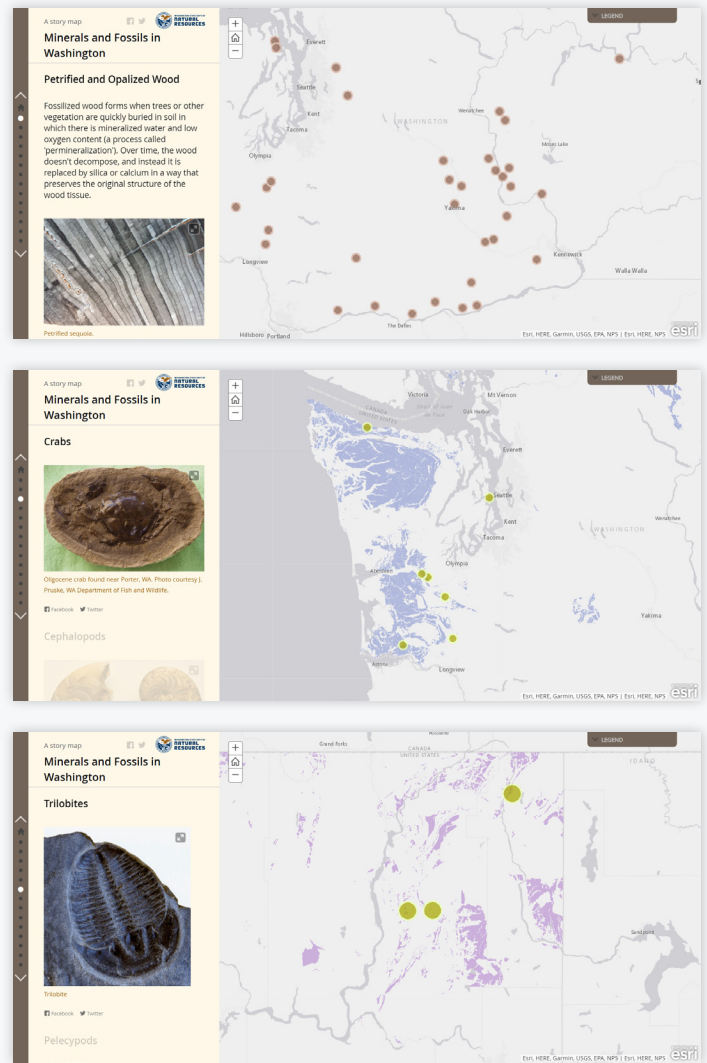 A story map
NATURAL
RESOURCES
Minerals and Fossils in
Washington
Petrified and Opalized Wood
Fossilized wood forms when trees or other
vegetation are quickly buried in soil in
which there is mineralized water and low
oxygen content (a process called
'permineralization'). Over time, the wood
doesn't decompose, and instead it is
replaced by silica or calcium in a way that
preserves the original structure of the
wood tissue.
Petrified sequoia.
+
−
LEGEND
Everett
Seattle
Kent
Tacoma
Olympia
WASHINGTON
Wenatchee
Moses Lake
Yakima
Longview
Kennewick
Walla Walla
The Dalles
Hillsboro
Portland
Esri, HERE, Garmin, USGS, EPA, NPS | Esri, HERE, NPS
esri
A story map
NATURAL
RESOURCES
Minerals and Fossils in
Washington
Crabs
Oligocene crab found near Porter, WA. Photo courtesy J.
Pruske, WA Department of Fish and Wildlife.
Facebook
Twitter
Cephalopods
+
−
LEGEND
Victoria
Mt Vernon
CANADA
UNITED STATES
Oak Harbor
Everett
Seattle
Kent
Tacoma
WASHINGTON
Wenatchee
Olympia
Aberdeen
Yakima
Astoria
Longview
Esri, HERE, Garmin, USGS, EPA, NPS | Esri, HERE, NPS
esri
A story map
NATURAL
RESOURCES
Minerals and Fossils in
Washington
Trilobites
Trilobite
Facebook
Twitter
Pelecypods
+
−
LEGEND
Grand Forks
CANADA
UNITED STATES
IDAHO
Sandpoint
Esri, HERE, Garmin, USGS, EPA, NPS | Esri, HERE, NPS
esri